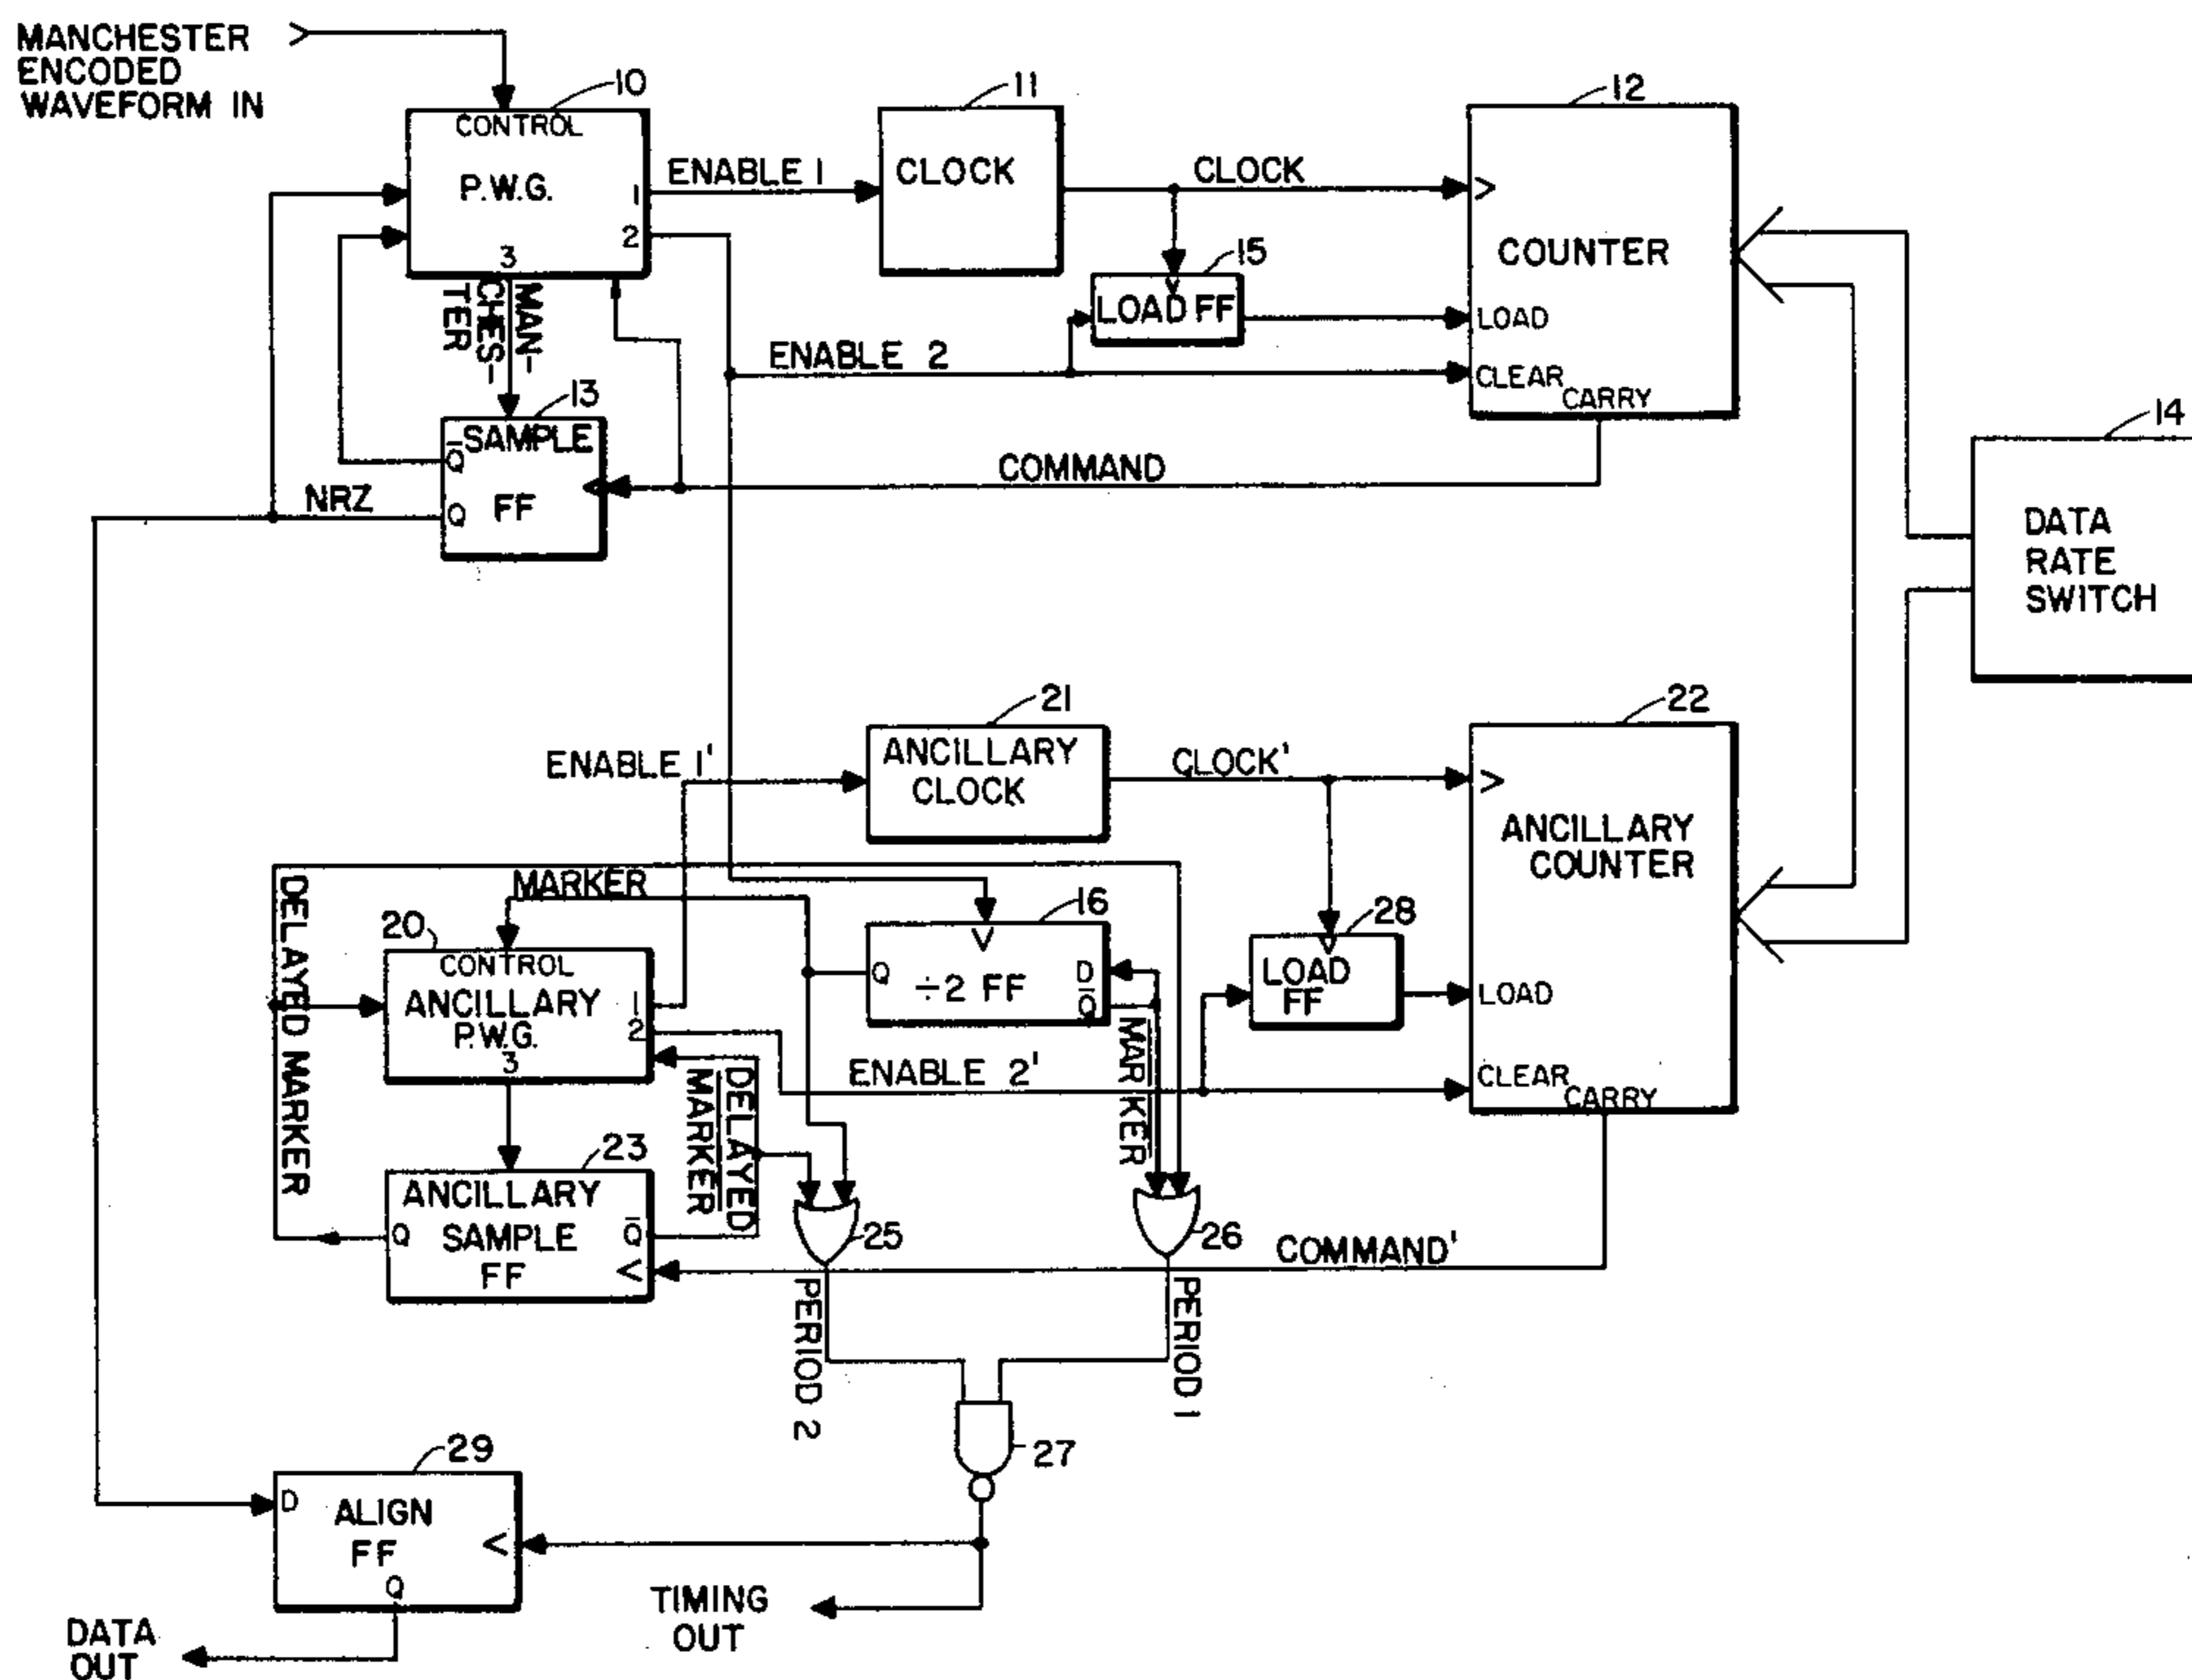 MANCHESTER
ENCODED
WAVEFORM IN
10
CONTROL
P.W.G.
1
2
3
ENABLE 1
11
CLOCK
CLOCK
12
>
COUNTER
LOAD
CLEAR
CARRY
15
LOAD FF
ENABLE 2
MAN-
CHES-
TER
13
SAMPLE
Q̅
FF
Q
NRZ
COMMAND
14
DATA
RATE
SWITCH
21
ANCILLARY
CLOCK
ENABLE 1'
CLOCK'
22
>
ANCILLARY
COUNTER
LOAD
CLEAR
CARRY
MARKER
DELAYED MARKER
20
CONTROL
ANCILLARY
P.W.G.
1
2
3
16
Q
÷2 FF
D
Q̅
28
LOAD
FF
ENABLE 2'
M̅A̅R̅K̅E̅R̅
D̅E̅L̅A̅Y̅E̅D̅
M̅A̅R̅K̅E̅R̅
23
ANCILLARY
SAMPLE
FF
Q
Q̅
25
26
COMMAND'
PERIOD 2
PERIOD 1
27
29
D
ALIGN
FF
Q
TIMING
OUT
DATA
OUT